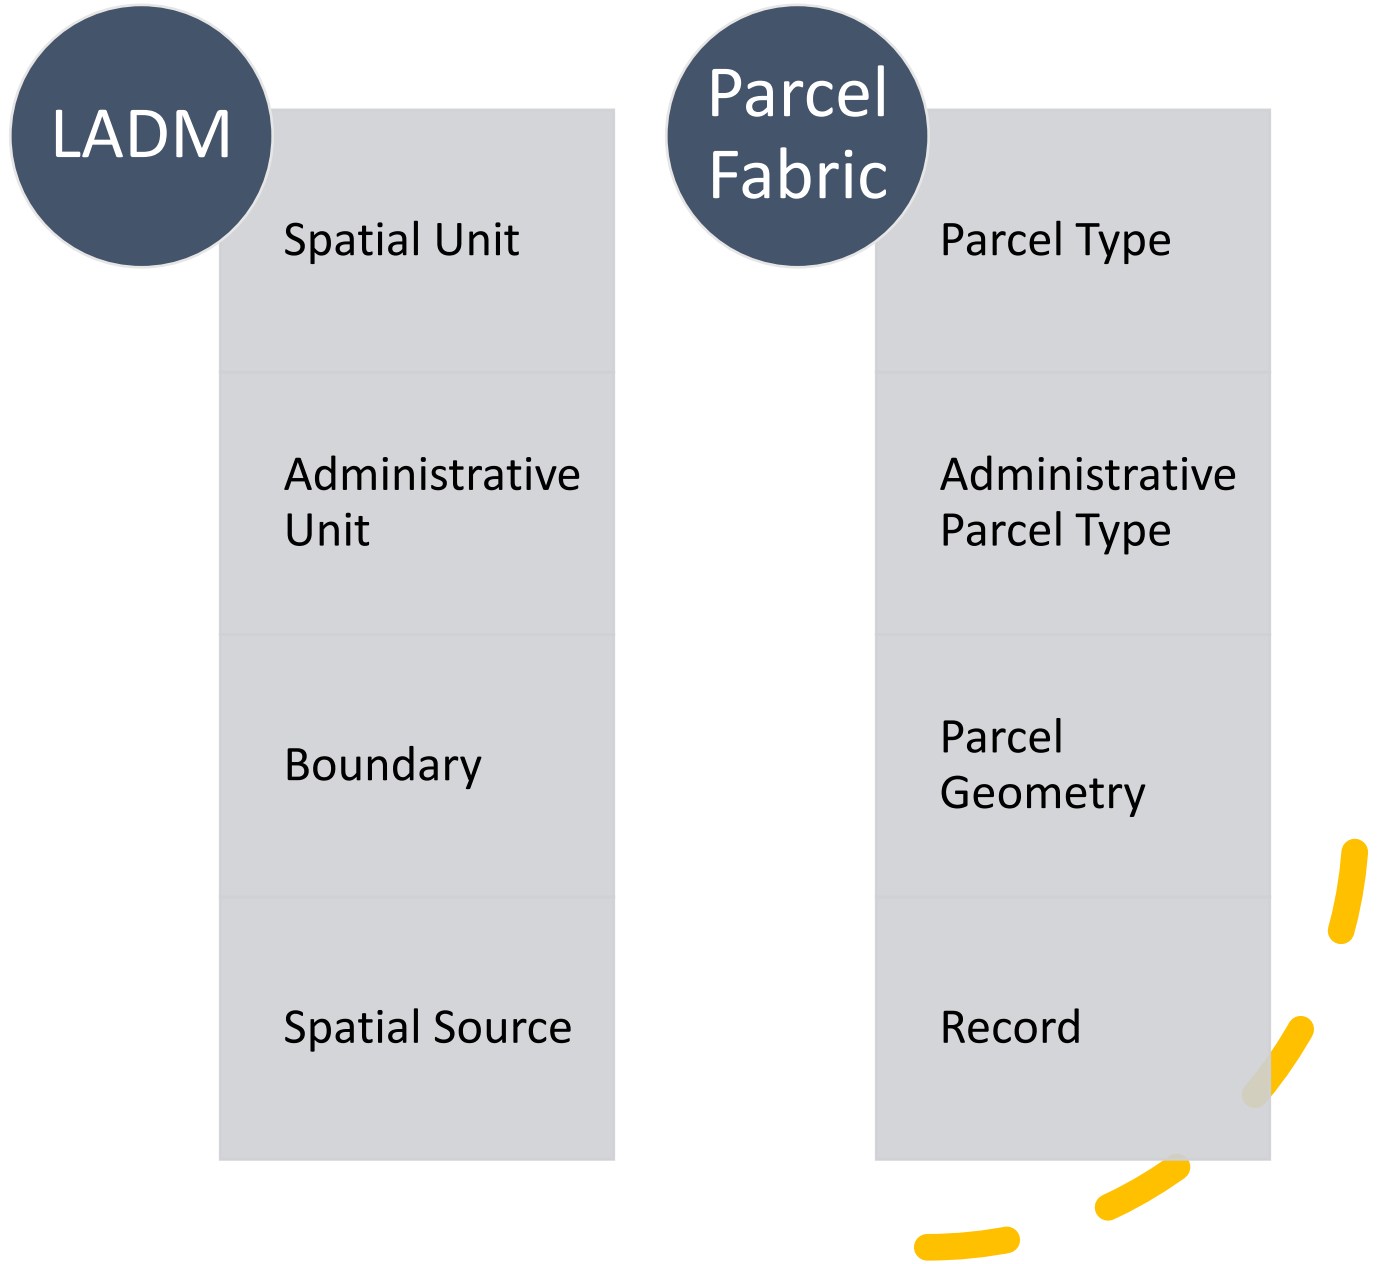 LADM
Spatial Unit
Administrative
Unit
Boundary
Spatial Source
Parcel
Fabric
Parcel Type
Administrative
Parcel Type
Parcel
Geometry
Record